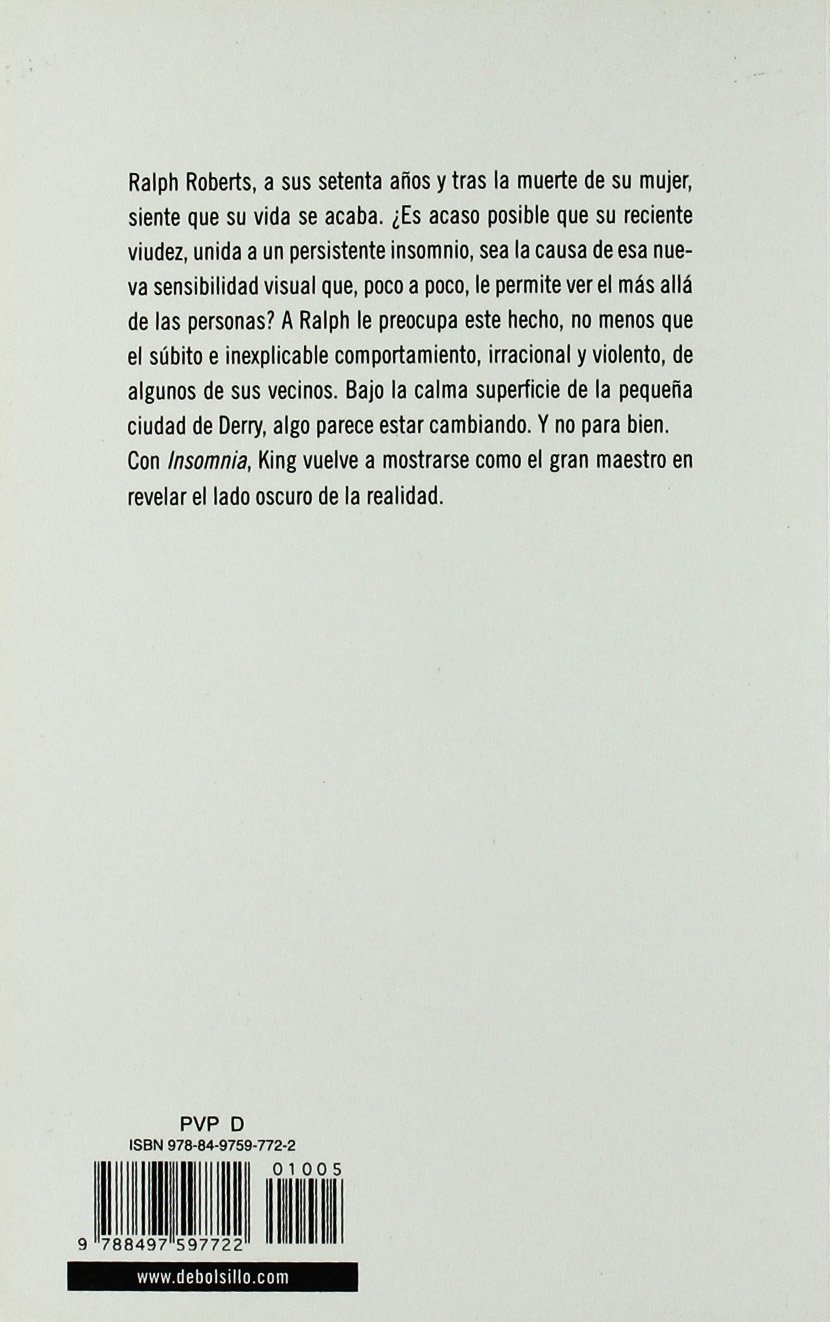 Ralph Roberts, a sus setenta años y tras la muerte de su mujer,
siente que su vida se acaba. ¿Es acaso posible que su reciente
viudez, unida a un persistente insomnio, sea la causa de esa nue-
va sensibilidad visual que, poco a poco, le permite ver el más allá
de las personas? A Ralph le preocupa este hecho, no menos que
el súbito e inexplicable comportamiento, irracional y violento, de
algunos de sus vecinos. Bajo la calma superficie de la pequeña
ciudad de Derry, algo parece estar cambiando. Y no para bien.
Con Insomnia, King vuelve a mostrarse como el gran maestro en
revelar el lado oscuro de la realidad.
PVP D
ISBN 978-84-9759-772-2
01005
9 788497 597722
www.debolsillo.com